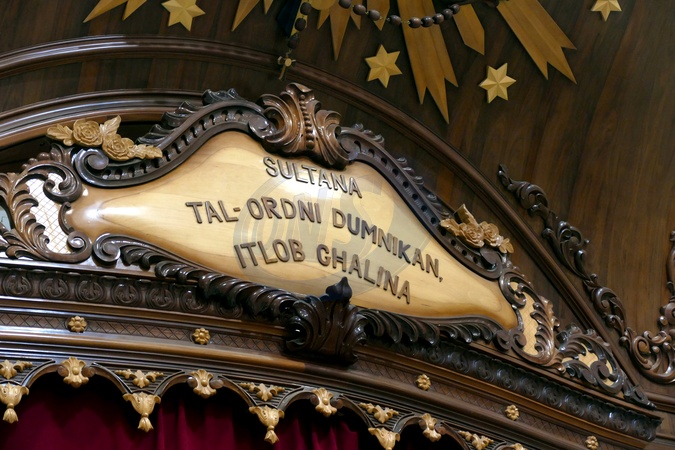 SULTANA
TAL-ORDNI DUMNIKAN,
ITLOB GHALINA